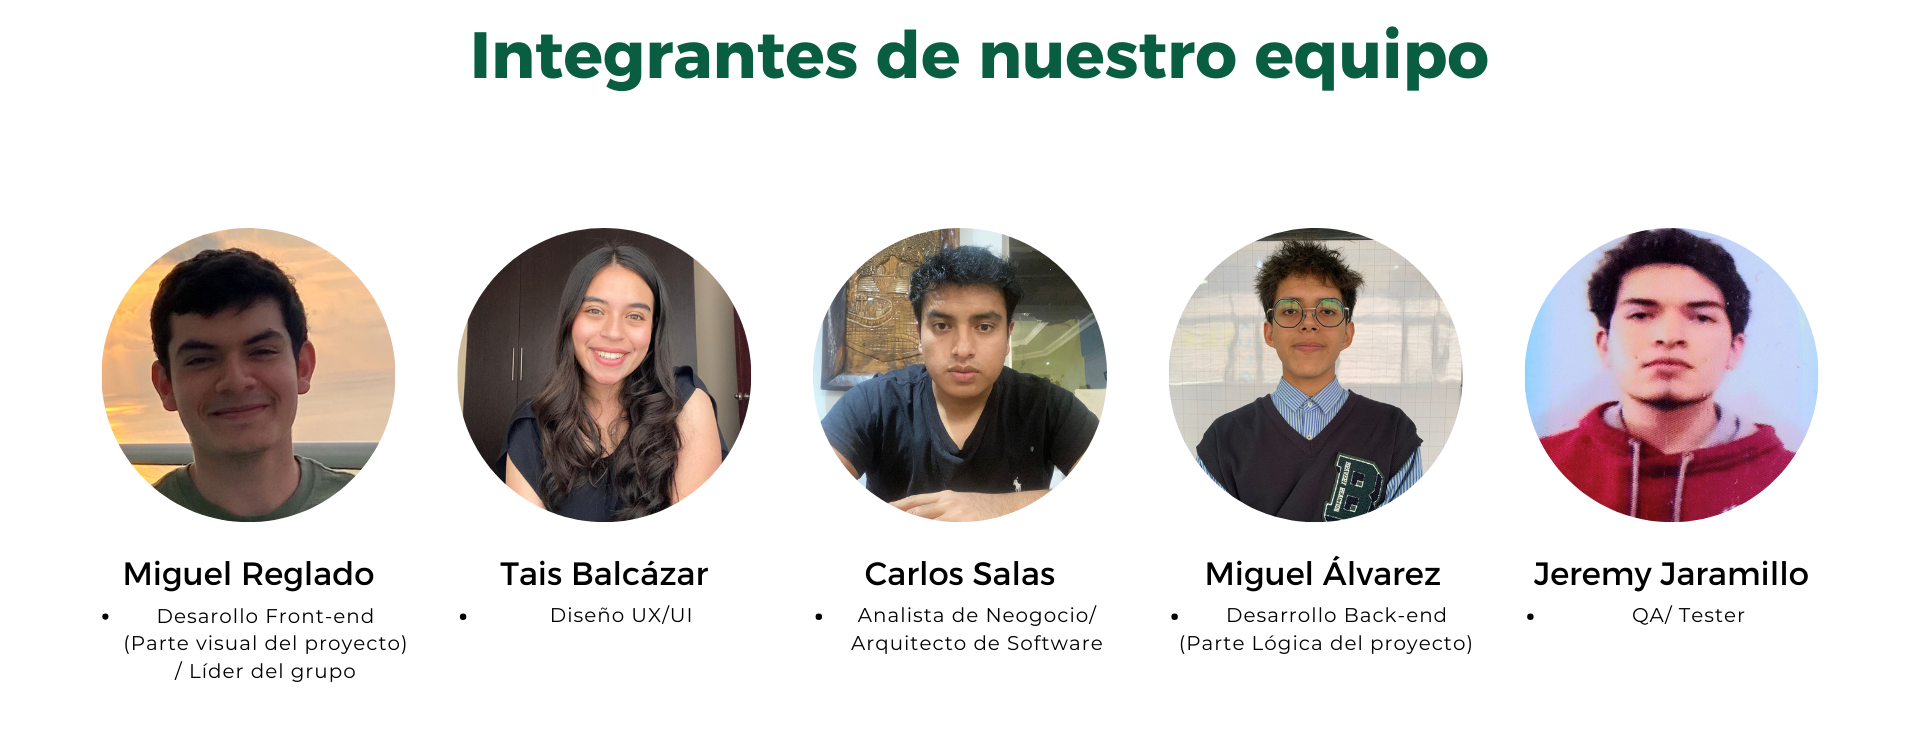 Integrantes de nuestro equipo
Miguel Reglado
• Desarollo Front-end
(Parte visual del proyecto)
/ Líder del grupo
Tais Balcázar
• Diseño UX/UI
Carlos Salas
• Analista de Neogocio/
Arquitecto de Software
Miguel Álvarez
• Desarrollo Back-end
(Parte Lógica del proyecto)
Jeremy Jaramillo
• QA/ Tester
B